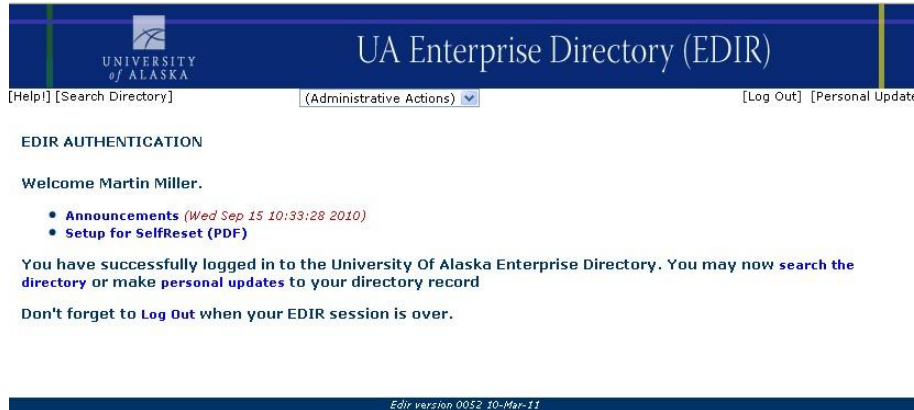 UNIVERSITY
of ALASKA
UA Enterprise Directory (EDIR)
[Help!] [Search Directory] (Administrative Actions) [Log Out] [Personal Update
EDIR AUTHENTICATION
Welcome Martin Miller.
Announcements (Wed Sep 15 10:33:28 2010)
Setup for SelfReset (PDF)
You have successfully logged in to the University Of Alaska Enterprise Directory. You may now search the
directory or make personal updates to your directory record
Don't forget to Log Out when your EDIR session is over.
Edir version 0052 10-Mar-11